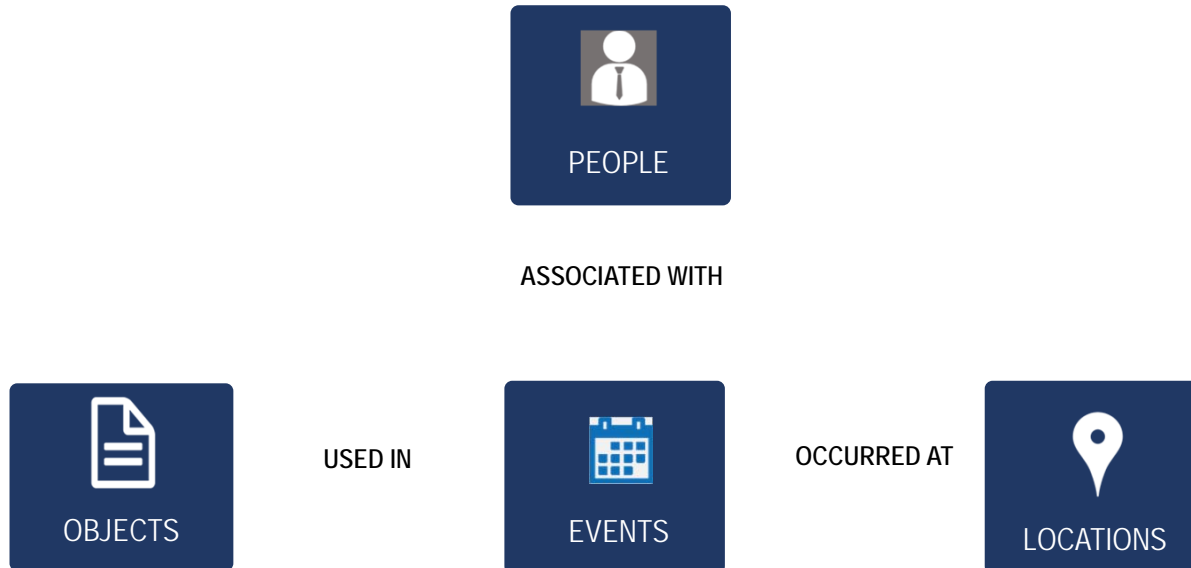 PEOPLE
ASSOCIATED WITH
USED IN
OCCURRED AT
OBJECTS
EVENTS
LOCATIONS